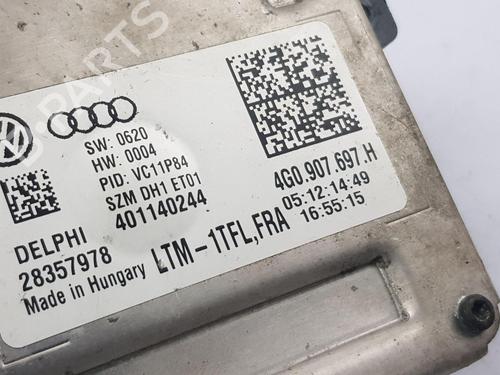 SW: 0620
HW: 0004
PID: VC11P84
SZM DH1 ET01
401140244
4G0.907.697.H
05-12-14-49
16:55:15
DELPHI
28357978
LTM-1TFL,FRA
Made in Hungary